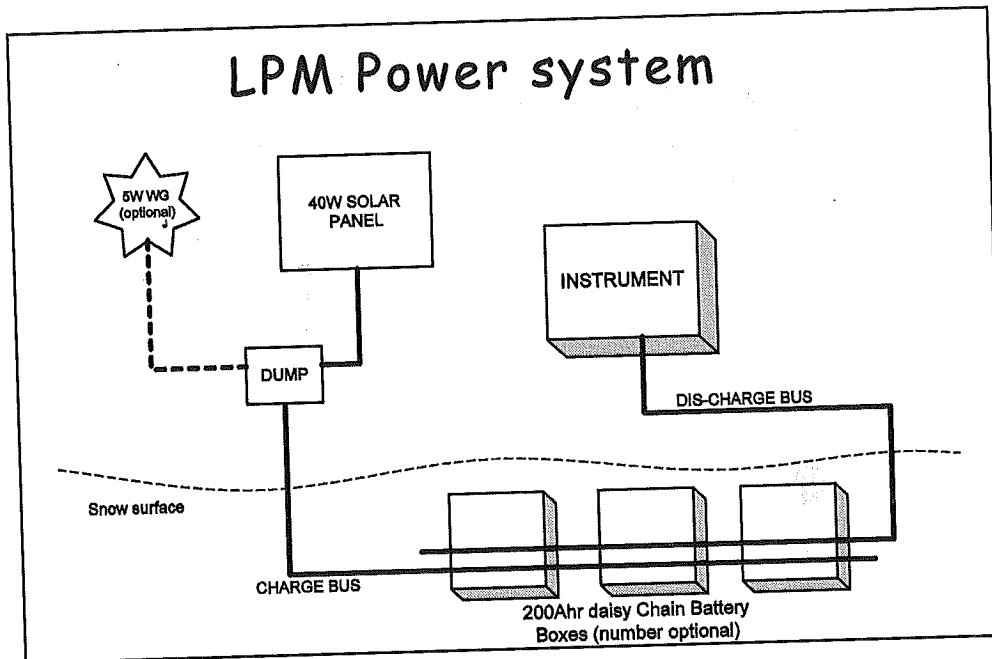 LPM Power system
5W WG
(optional)
40W SOLAR
PANEL
INSTRUMENT
DUMP
DIS-CHARGE BUS
Snow surface
CHARGE BUS
200Ahr daisy Chain Battery
Boxes (number optional)